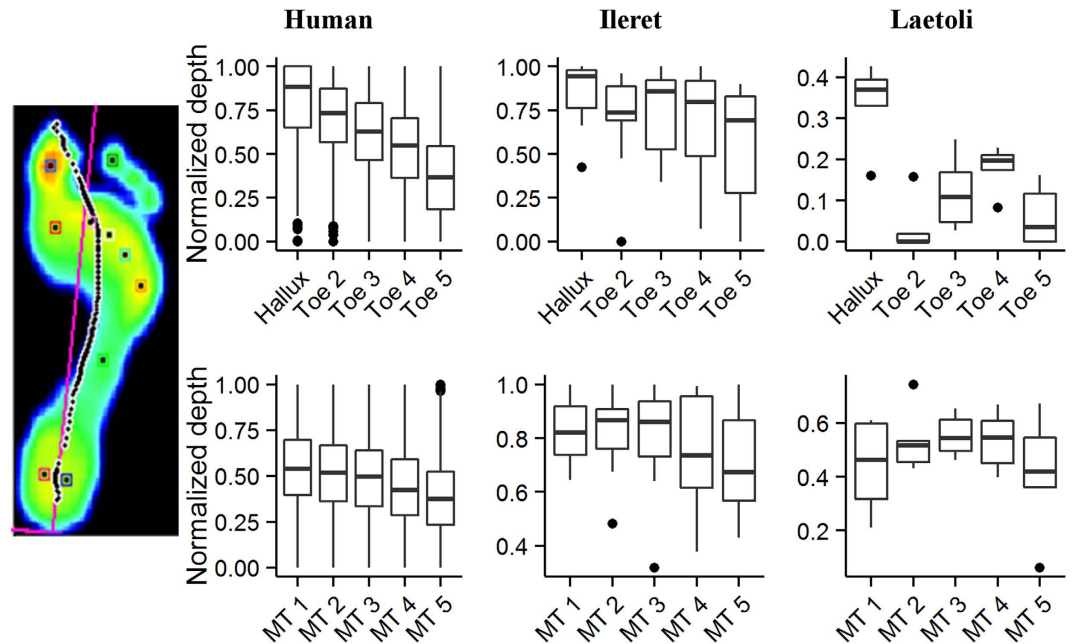 Human Ileret Laetoli
Normalized depth
1.00
0.75
0.50
0.25
0.00
Hallux
Toe 2
Toe 3
Toe 4
Toe 5
1.00
0.75
0.50
0.25
0.00
Hallux
Toe 2
Toe 3
Toe 4
Toe 5
0.4
0.3
0.2
0.1
0.0
Hallux
Toe 2
Toe 3
Toe 4
Toe 5
Normalized depth
1.00
0.75
0.50
0.25
0.00
MT 1
MT 2
MT 3
MT 4
MT 5
1.0
0.8
0.6
0.4
MT 1
MT 2
MT 3
MT 4
MT 5
0.6
0.4
0.2
MT 1
MT 2
MT 3
MT 4
MT 5